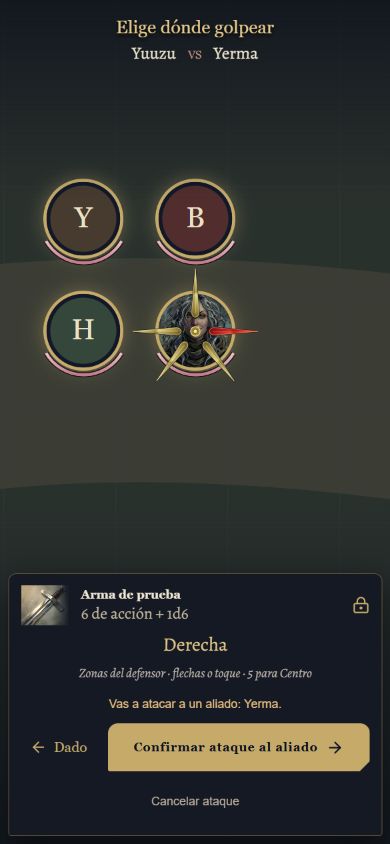 Elige dónde golpear
Yuuzu vs Yerma
Y
B
H
Arma de prueba
6 de acción + 1d6
Derecha
Zonas del defensor · flechas o toque · 5 para Centro
Vas a atacar a un aliado: Yerma.
← Dado
Confirmar ataque al aliado →
Cancelar ataque